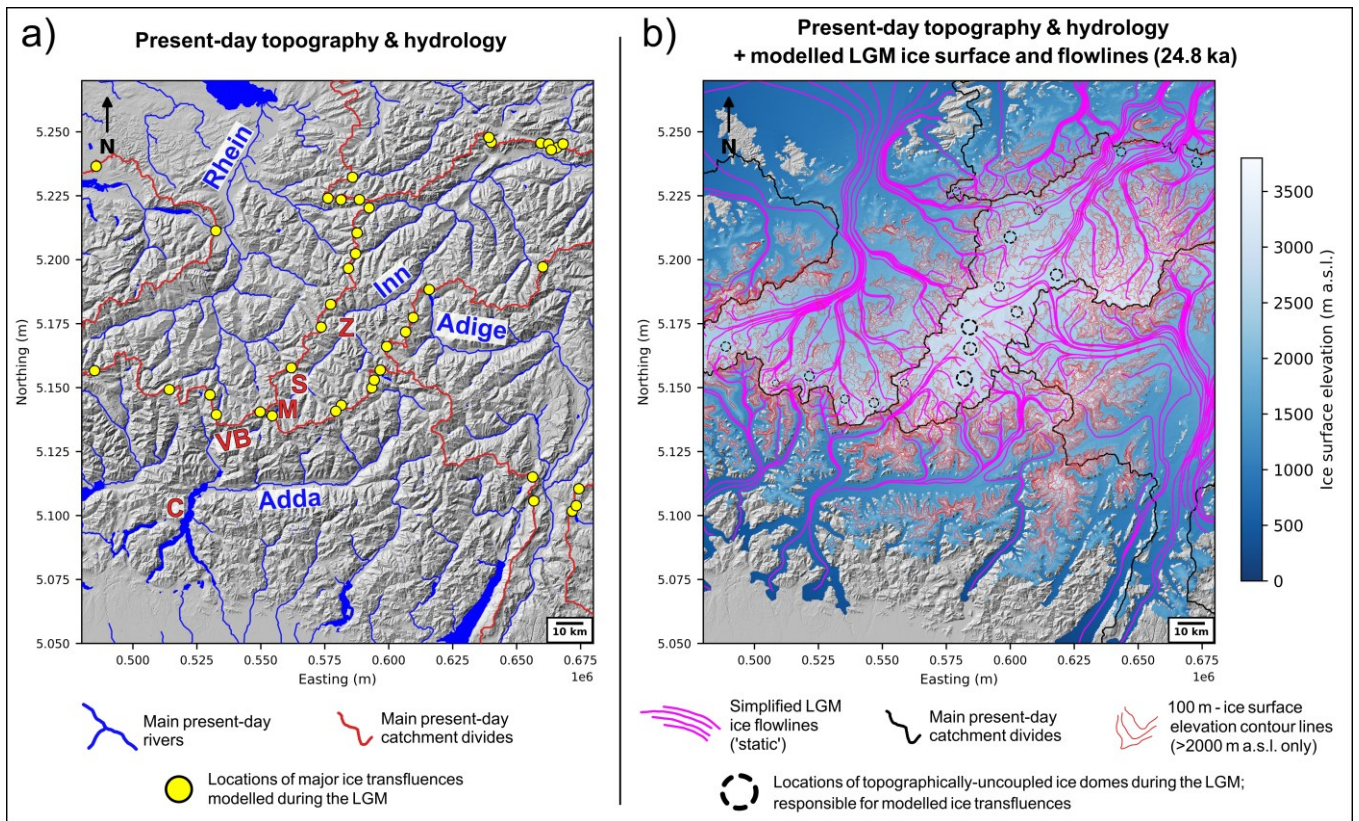 a)
Present-day topography & hydrology
N
Rhein
Inn
Adige
Z
S
M
VB
Adda
C
5.250
5.225
5.200
5.175
5.150
5.125
5.100
5.075
5.050
Northing (m)
10 km
0.500 0.525 0.550 0.575 0.600 0.625 0.650 0.675
1e6
Easting (m)
Main present-day
rivers
Main present-day
catchment divides
Locations of major ice transfluences
modelled during the LGM
b)
Present-day topography & hydrology
+ modelled LGM ice surface and flowlines (24.8 ka)
N
5.250
5.225
5.200
5.175
5.150
5.125
5.100
5.075
5.050
Northing (m)
10 km
0.500 0.525 0.550 0.575 0.600 0.625 0.650 0.675
1e6
Easting (m)
3500
3000
2500
2000
1500
1000
500
0
Ice surface elevation (m a.s.l.)
Simplified LGM
ice flowlines
('static')
Main present-day
catchment divides
100 m - ice surface
elevation contour lines
(>2000 m a.s.l. only)
Locations of topographically-uncoupled ice domes during the LGM;
responsible for modelled ice transfluences